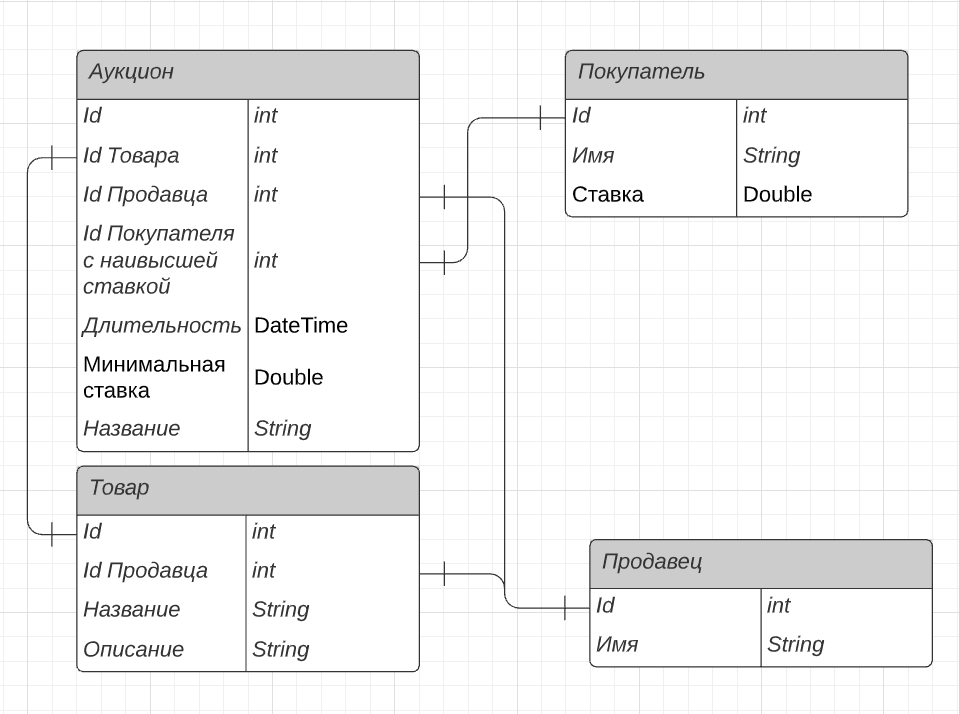 Аукцион
Id int
Id Товара int
Id Продавца int
Id Покупателя
с наивысшей int
ставкой
Длительность DateTime
Минимальная
ставка Double
Название String
Покупатель
Id int
Имя String
Ставка Double
Товар
Id int
Id Продавца int
Название String
Описание String
Продавец
Id int
Имя String